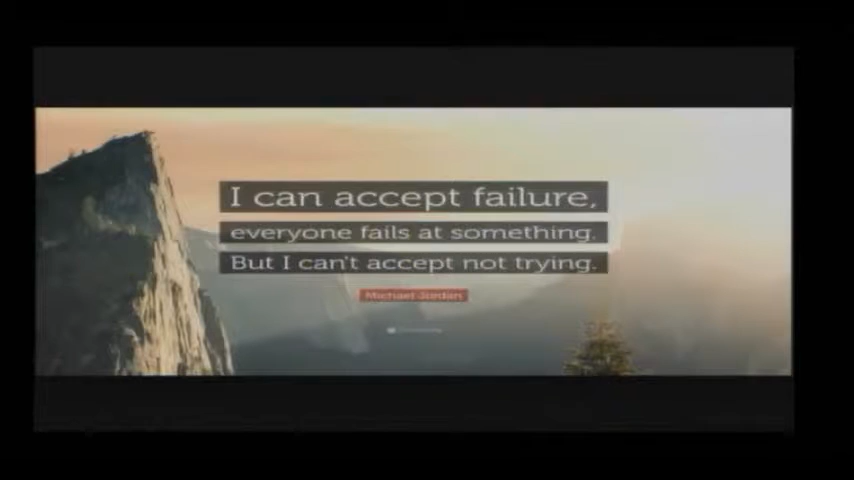 I can accept failure,
everyone fails at something.
But I can't accept not trying.
Michael Jordan